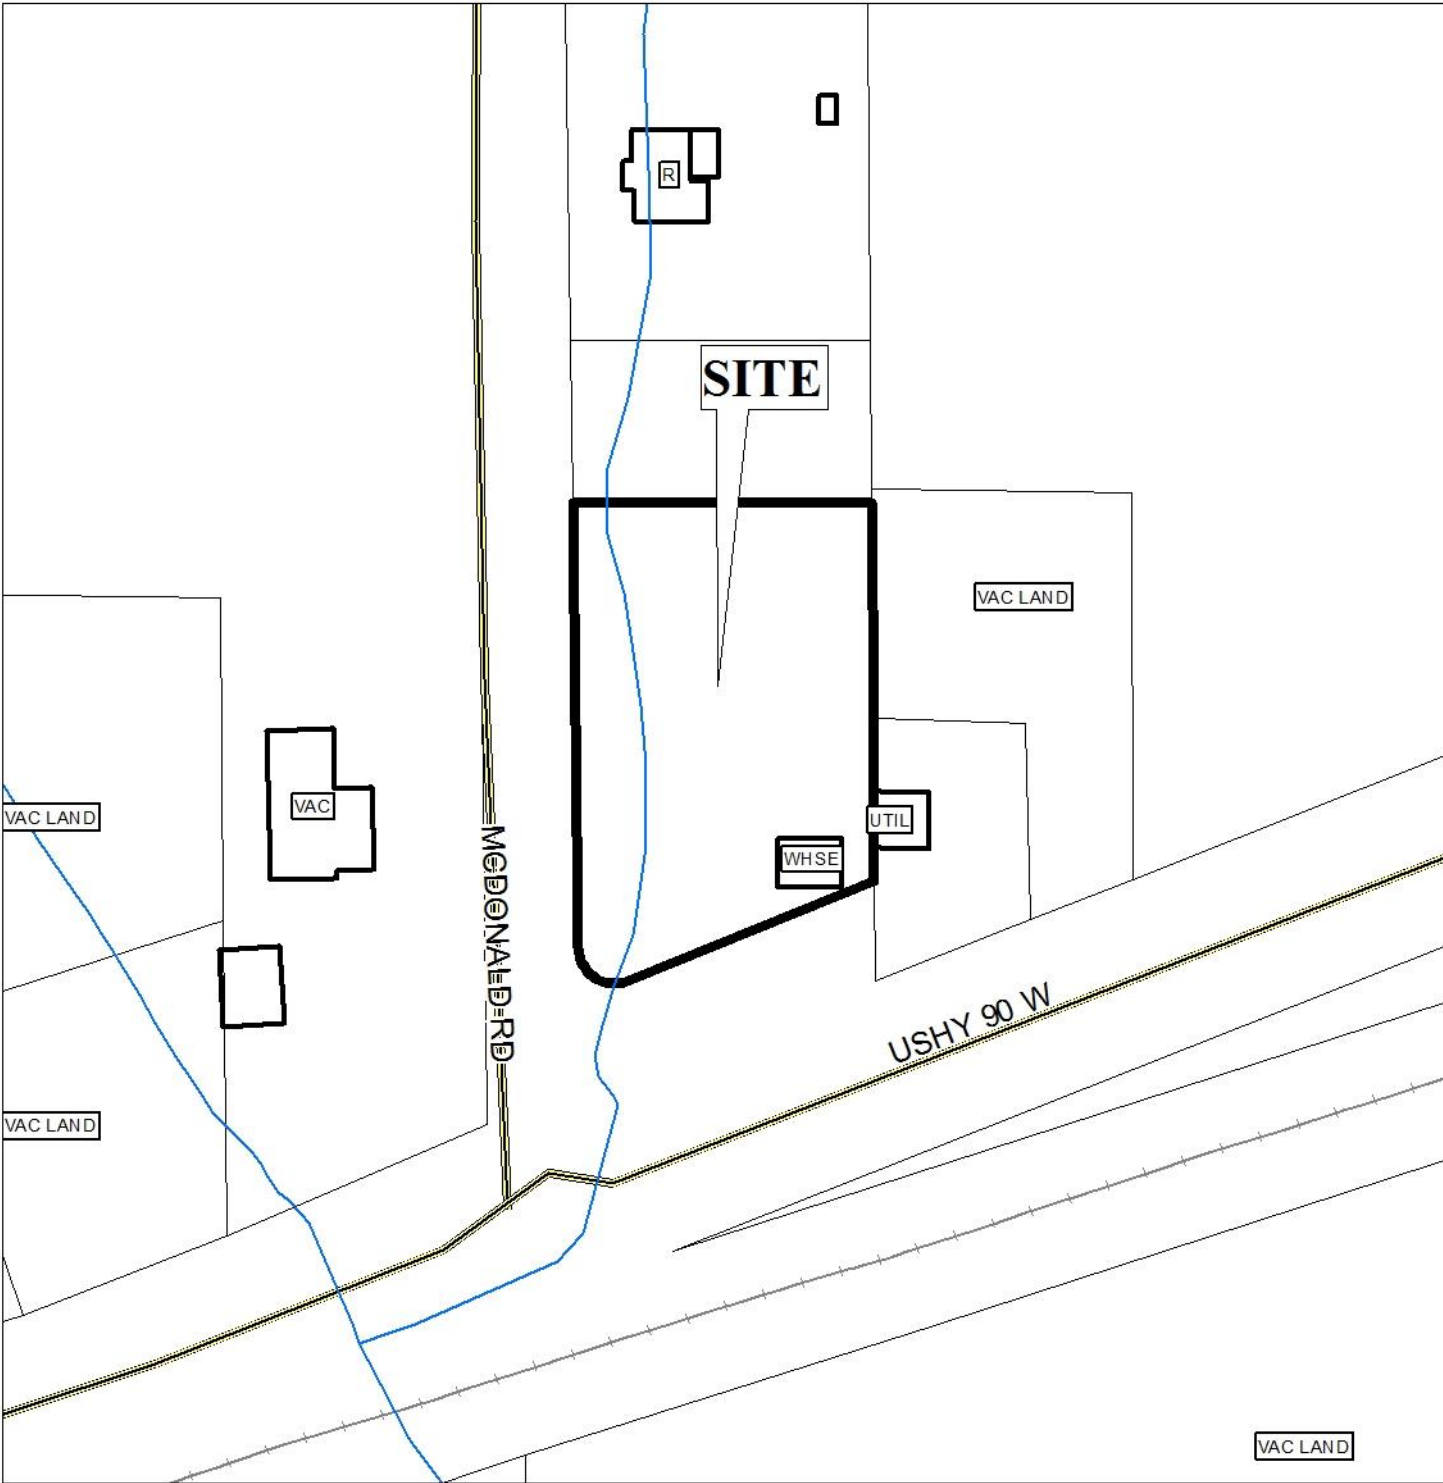 R
SITE
VAC LAND
VAC
VAC LAND
UTIL
WHSE
MCDONALD RD
USHY 90 W
VAC LAND
VAC LAND